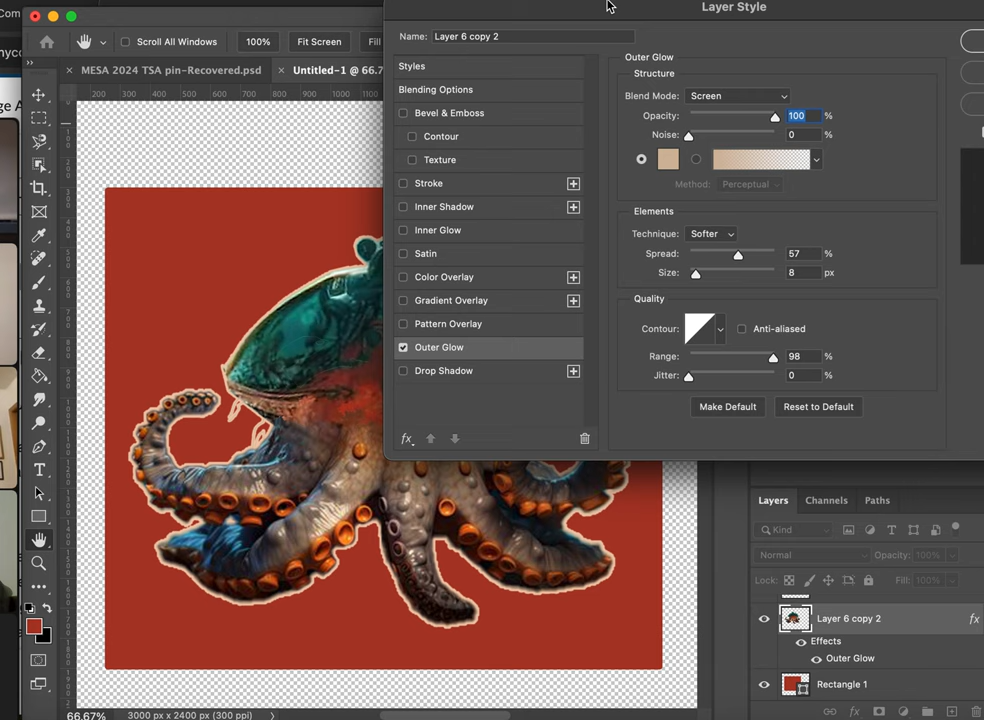 Com
Layer Style
Scroll All Windows
100%
Fit Screen
Fill
Name:
Layer 6 copy 2
MESA 2024 TSA pin-Recovered.psd
Untitled-1 @ 66.7
200
300
400
500
600
700
800
900
1000
1100
Styles
Blending Options
Bevel & Emboss
Contour
Texture
Stroke
Inner Shadow
Inner Glow
Satin
Color Overlay
Gradient Overlay
Pattern Overlay
Outer Glow
Drop Shadow
fx
Outer Glow
Structure
Blend Mode:
Screen
Opacity:
100
%
Noise:
0
%
Method:
Perceptual
Elements
Technique:
Softer
Spread:
57
%
Size:
8
px
Quality
Contour:
Anti-aliased
Range:
98
%
Jitter:
0
%
Make Default
Reset to Default
Layers
Channels
Paths
Kind
Normal
Opacity:
100%
Lock:
Fill:
100%
Layer 6 copy 2
fx
Effects
Outer Glow
Rectangle 1
fx
66.67%
3000 px x 2400 px (300 ppi)